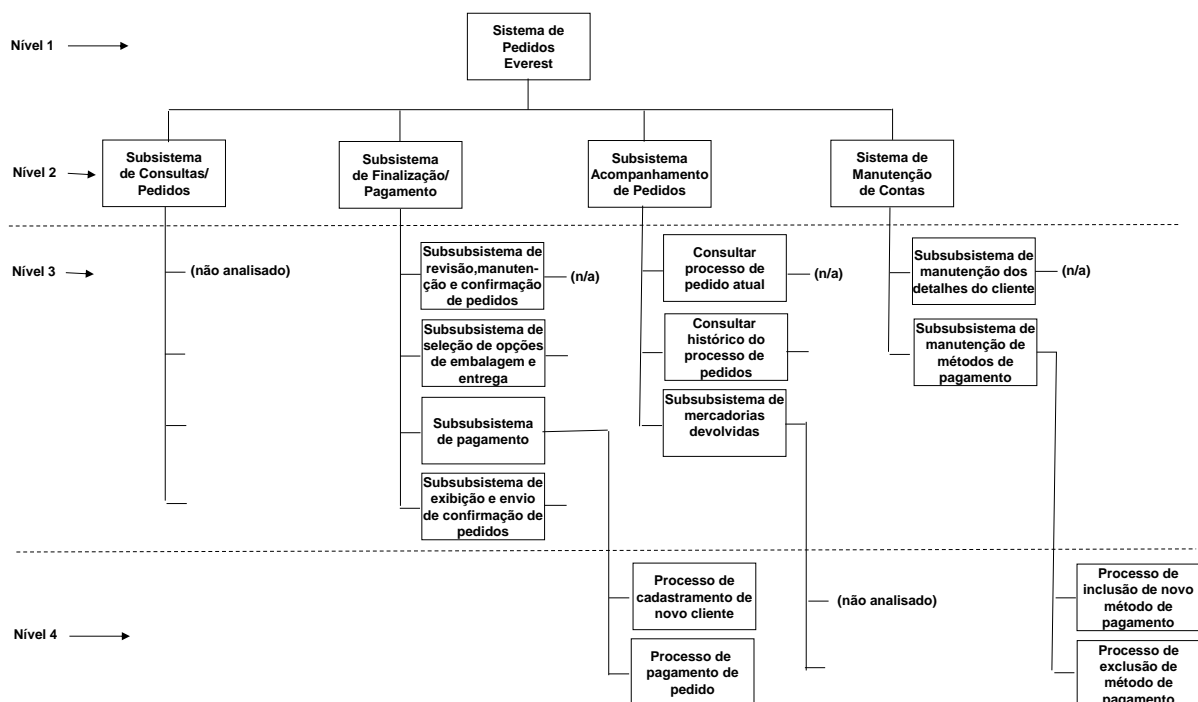 Nível 1
Sistema de
Pedidos
Everest
Nível 2
Subsistema
de Consultas/
Pedidos
Subsistema
de Finalização/
Pagamento
Subsistema
Acompanhamento
de Pedidos
Sistema de
Manutenção
de Contas
Nível 3
(não analisado)
Subsubsistema de
revisão,manuten-
ção e confirmação
de pedidos
(n/a)
Subsubsistema de
seleção de opções
de embalagem e
entrega
Subsubsistema
de pagamento
Subsubsistema de
exibição e envio
de confirmação de
pedidos
Consultar
processo de
pedido atual
(n/a)
Consultar
histórico do
processo de
pedidos
Subsubsistema de
mercadorias
devolvidas
Subsubsistema de
manutenção dos
detalhes do cliente
(n/a)
Subsubsistema de
manutenção de
métodos de
pagamento
Nível 4
Processo de
cadastramento de
novo cliente
Processo de
pagamento de
pedido
(não analisado)
Processo de
inclusão de novo
método de
pagamento
Processo de
exclusão de
método de
pagamento